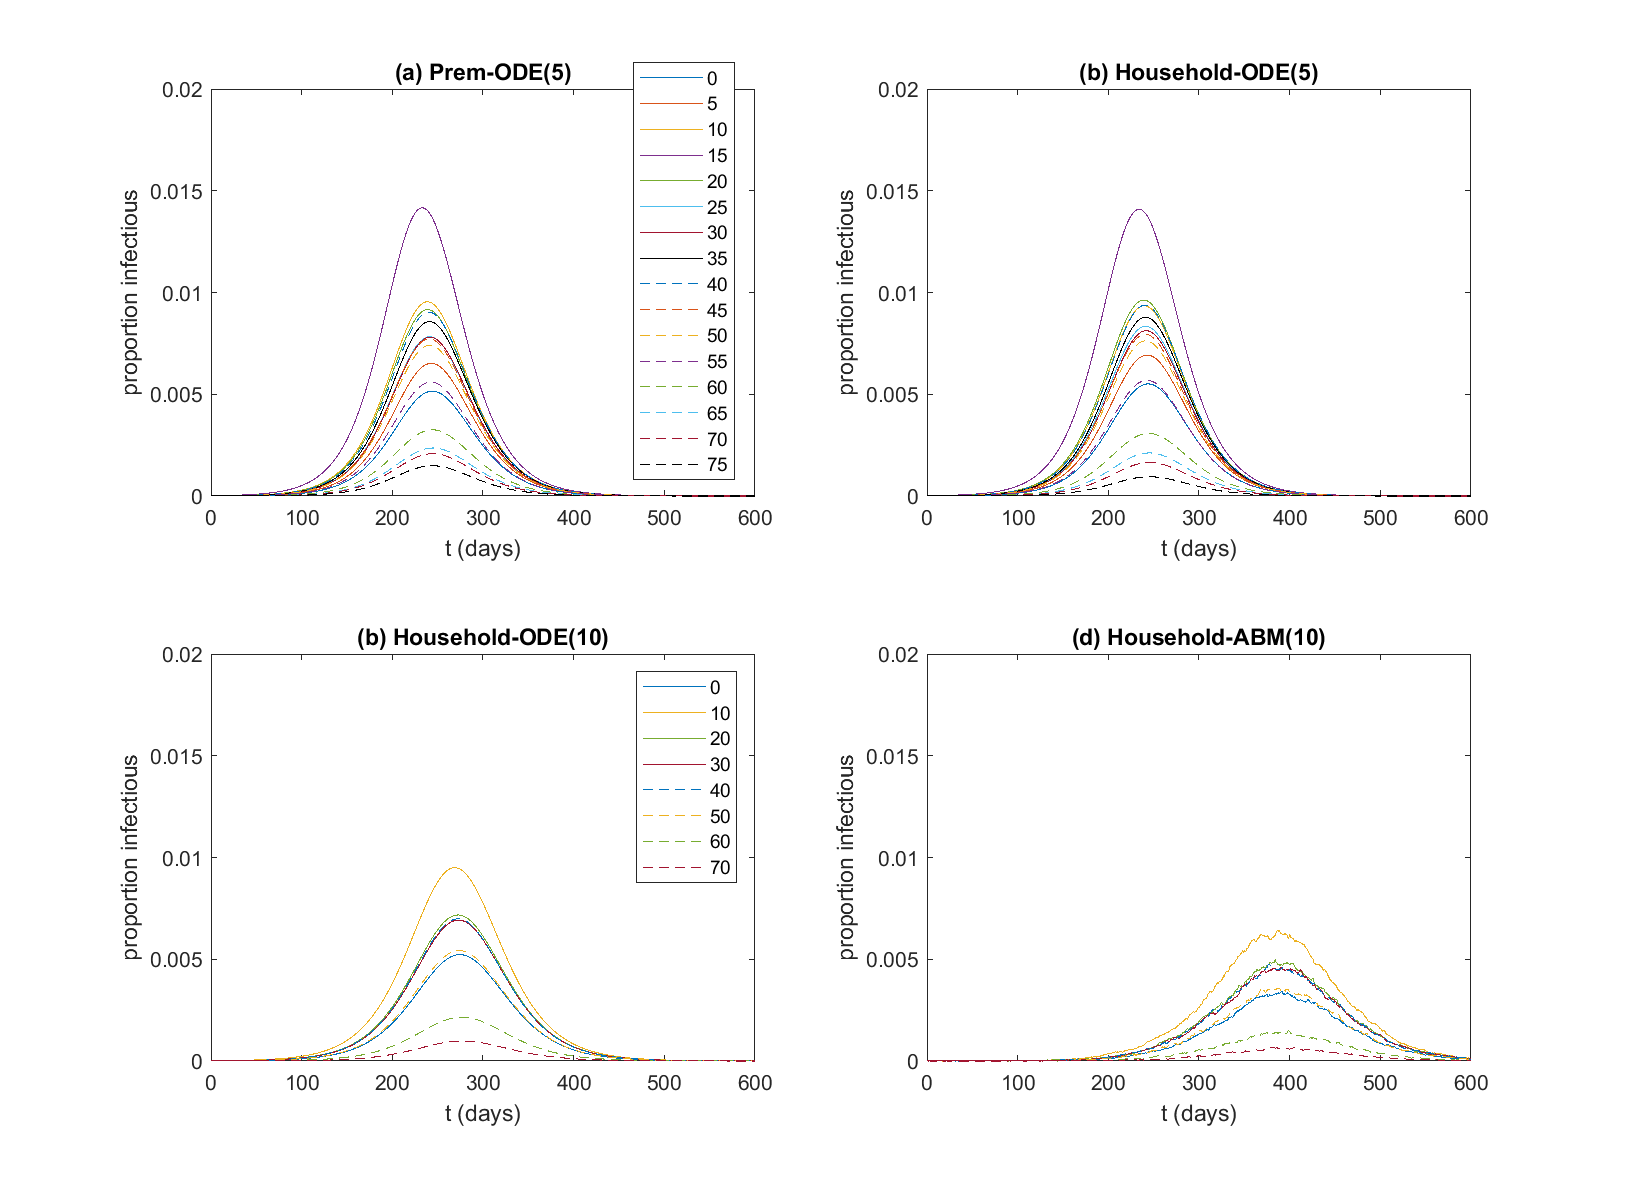 (a) Prem-ODE(5)
proportion infectious
0.02
0.015
0.01
0.005
0
0 100 200 300 400 500 600
t (days)
0
5
10
15
20
25
30
35
40
45
50
55
60
65
70
75
(b) Household-ODE(5)
proportion infectious
0.02
0.015
0.01
0.005
0
0 100 200 300 400 500 600
t (days)
(b) Household-ODE(10)
proportion infectious
0.02
0.015
0.01
0.005
0
0 100 200 300 400 500 600
t (days)
0
10
20
30
40
50
60
70
(d) Household-ABM(10)
proportion infectious
0.02
0.015
0.01
0.005
0
0 100 200 300 400 500 600
t (days)